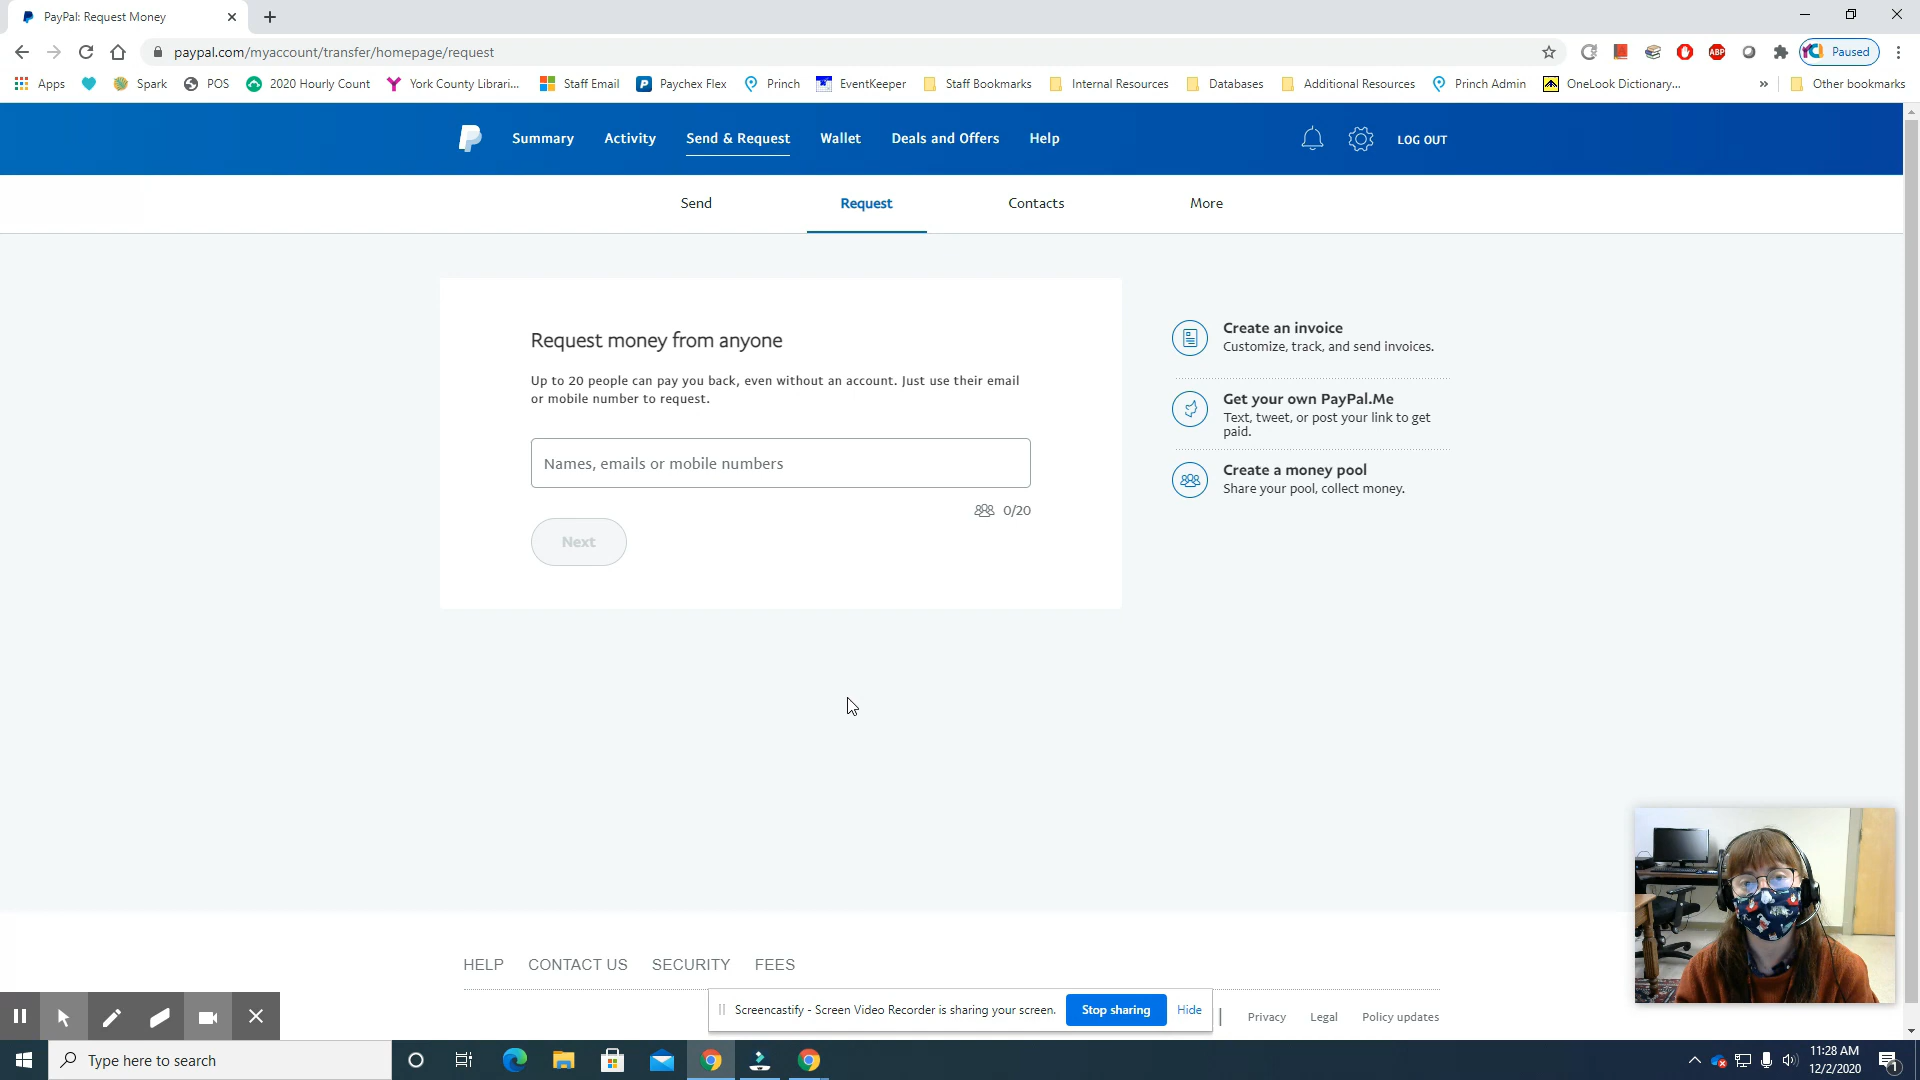 PayPal: Request Money
paypal.com/myaccount/transfer/homepage/request
Paused
Apps Spark POS 2020 Hourly Count York County Librari... Staff Email Paychex Flex Princh EventKeeper Staff Bookmarks Internal Resources Databases Additional Resources Princh Admin OneLook Dictionary... » Other bookmarks
Summary Activity Send & Request Wallet Deals and Offers Help LOG OUT
Send Request Contacts More
Request money from anyone
Up to 20 people can pay you back, even without an account. Just use their email
or mobile number to request.
Names, emails or mobile numbers
0/20
Next
Create an invoice
Customize, track, and send invoices.
Get your own PayPal.Me
Text, tweet, or post your link to get
paid.
Create a money pool
Share your pool, collect money.
HELP CONTACT US SECURITY FEES
Screencastify - Screen Video Recorder is sharing your screen. Stop sharing Hide
Privacy Legal Policy updates
Type here to search
11:28 AM
12/2/2020
1
ABP